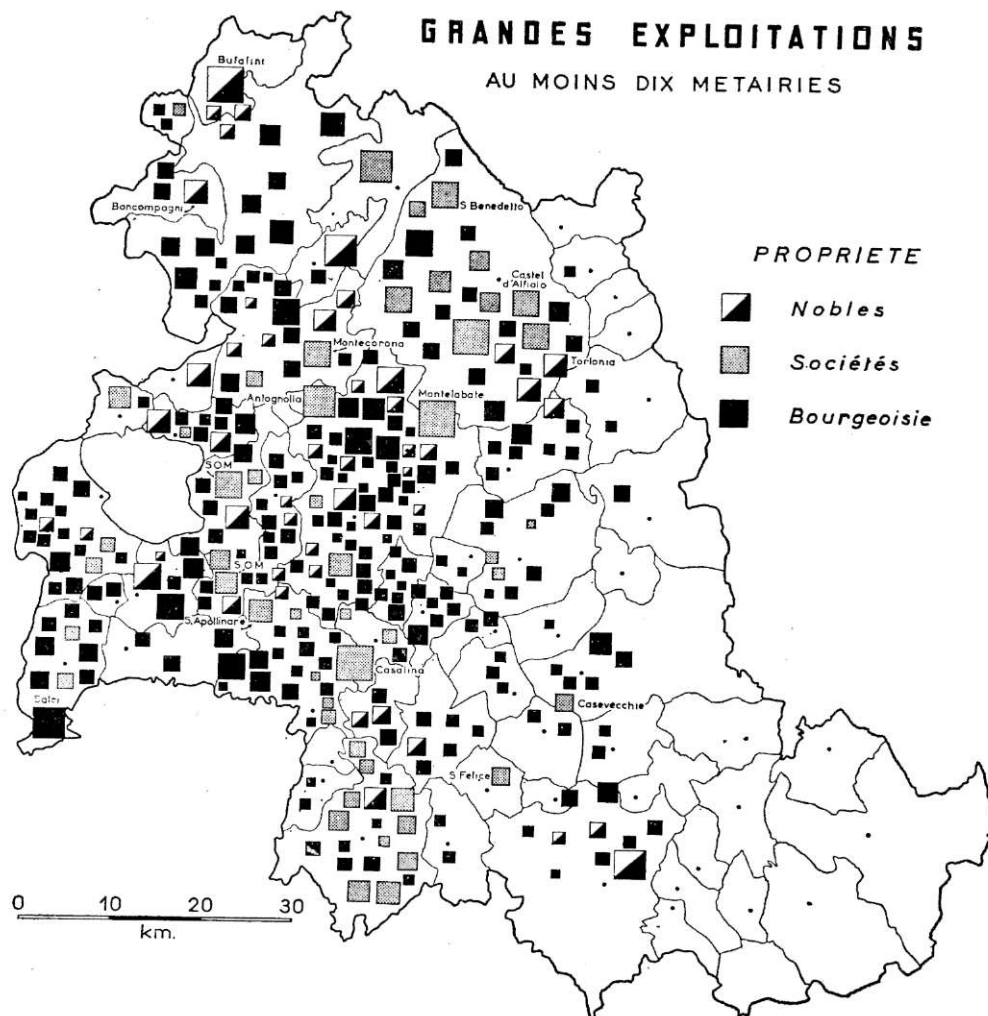 GRANDES EXPLOITATIONS
AU MOINS DIX METAIRIES
Bufalini
Boncompagni
S Benedetto
Castel
d'Alfiolo
PROPRIETE
Nobles
Sociétés
Bourgeoisie
Montecorona
Torlonia
Antognolla
Montelabate
SOM
SOM
S. Apollinare
Casalina
Casevecchie
S Felice
0 10 20 30
km.